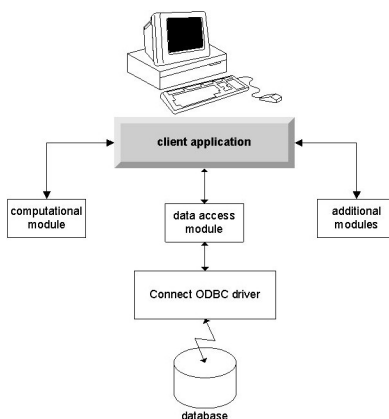 client application
computational
module
data access
module
additional
modules
Connect ODBC driver
database